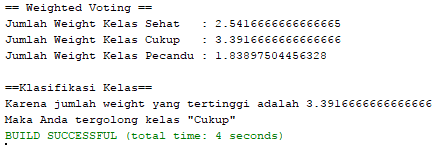 == Weighted Voting ==
Jumlah Weight Kelas Sehat   : 2.5416666666666665
Jumlah Weight Kelas Cukup   : 3.3916666666666666
Jumlah Weight Kelas Pecandu : 1.83897504456328
==Klasifikasi Kelas==
Karena jumlah weight yang tertinggi adalah 3.3916666666666666
Maka Anda tergolong kelas "Cukup"
BUILD SUCCESSFUL (total time: 4 seconds)